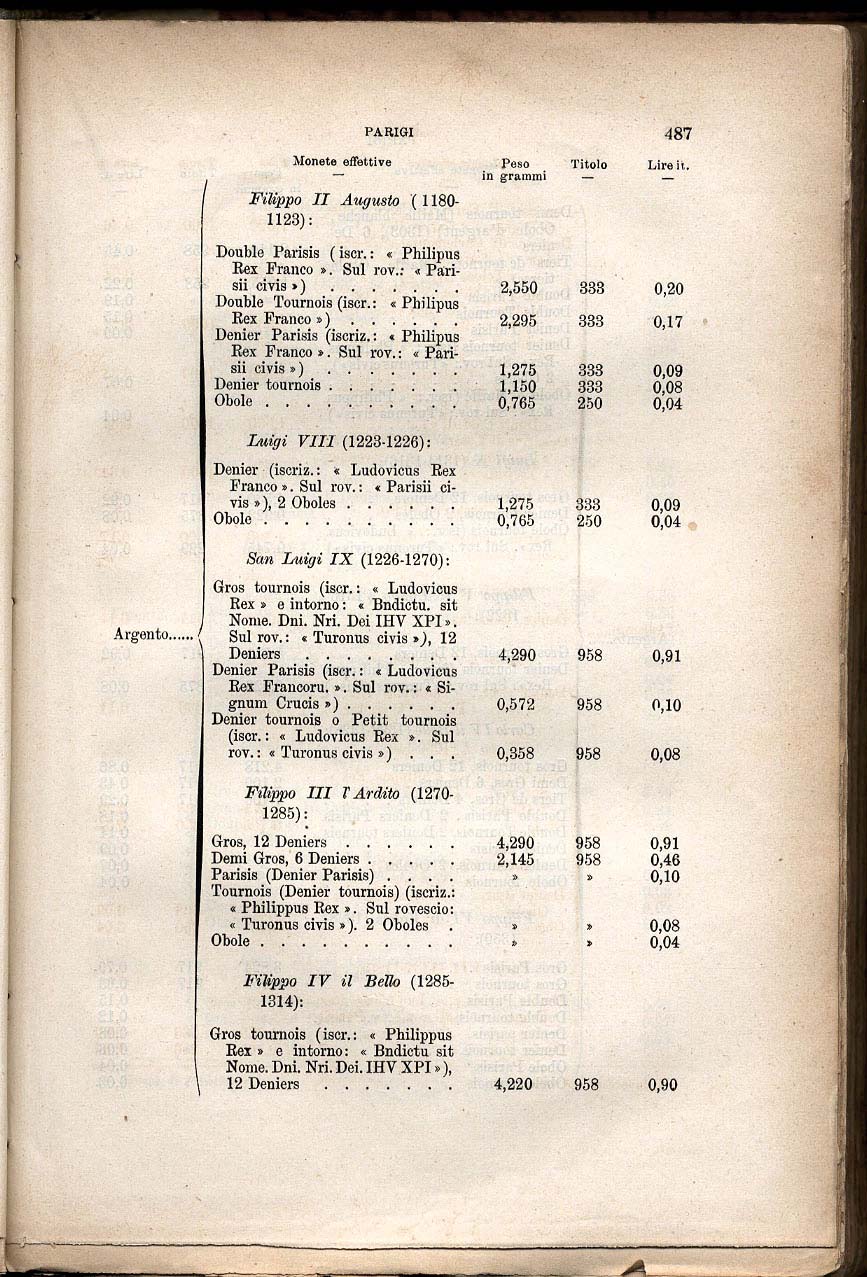 PARIGI 487
Monete effettive Peso in grammi Titolo Lire it.
Filippo II Augusto (1180-
1123):
Double Parisis (iscr.: « Philipus
Rex Franco ». Sul rov.: « Pari-
sii civis ») . . . . . . . 2,550 333 0,20
Double Tournois (iscr.: « Philipus
Rex Franco ») . . . . . . 2,295 333 0,17
Denier Parisis (iscriz.: « Philipus
Rex Franco ». Sul rov.: « Pari-
sii civis ») . . . . . . . 1,275 333 0,09
Denier tournois . . . . . . . 1,150 333 0,08
Obole . . . . . . . . . . 0,765 250 0,04
Luigi VIII (1223-1226):
Denier (iscriz.: « Ludovicus Rex
Franco ». Sul rov.: « Parisii ci-
vis »), 2 Oboles . . . . . . 1,275 333 0,09
Obole . . . . . . . . . . 0,765 250 0,04
San Luigi IX (1226-1270):
Gros tournois (iscr.: « Ludovicus
Rex » e intorno: « Bndictu. sit
Nome. Dni. Nri. Dei IHV XPI ».
Argento...... Sul rov.: « Turonus civis »), 12
Deniers . . . . . . . . 4,290 958 0,91
Denier Parisis (iscr.: « Ludovicus
Rex Francoru. ». Sul rov.: « Si-
gnum Crucis ») . . . . . . 0,572 958 0,10
Denier tournois o Petit tournois
(iscr.: « Ludovicus Rex ». Sul
rov.: « Turonus civis ») . . . 0,358 958 0,08
Filippo III l'Ardito (1270-
1285):
Gros, 12 Deniers . . . . . . 4,290 958 0,91
Demi Gros, 6 Deniers . . . . . 2,145 958 0,46
Parisis (Denier Parisis) . . . . » » 0,10
Tournois (Denier tournois) (iscriz.:
« Philippus Rex ». Sul rovescio:
« Turonus civis »). 2 Oboles . » » 0,08
Obole . . . . . . . . . . » » 0,04
Filippo IV il Bello (1285-
1314):
Gros tournois (iscr.: « Philippus
Rex » e intorno: « Bndictu sit
Nome. Dni. Nri. Dei. IHV XPI »),
12 Deniers . . . . . . . 4,220 958 0,90